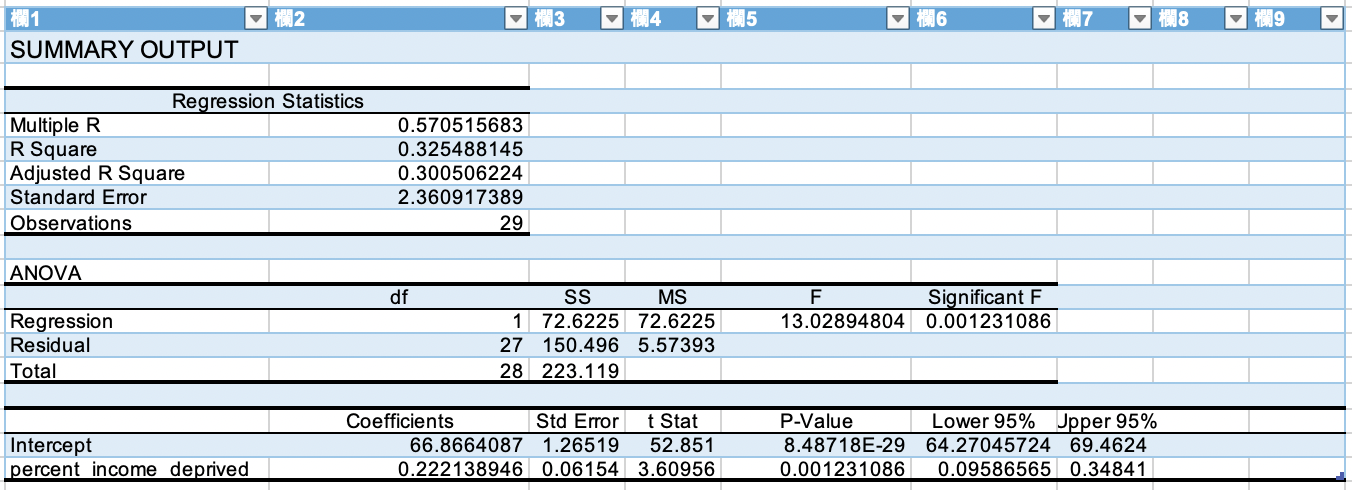 欄1 欄2 欄3 欄4 欄5 欄6 欄7 欄8 欄9
SUMMARY OUTPUT
Regression Statistics
Multiple R 0.570515683
R Square 0.325488145
Adjusted R Square 0.300506224
Standard Error 2.360917389
Observations 29
ANOVA
df SS MS F Significant F
Regression 1 72.6225 72.6225 13.02894804 0.001231086
Residual 27 150.496 5.57393
Total 28 223.119
Coefficients Std Error t Stat P-Value Lower 95% Upper 95%
Intercept 66.8664087 1.26519 52.851 8.48718E-29 64.27045724 69.4624
percent_income_deprived 0.222138946 0.06154 3.60956 0.001231086 0.09586565 0.34841